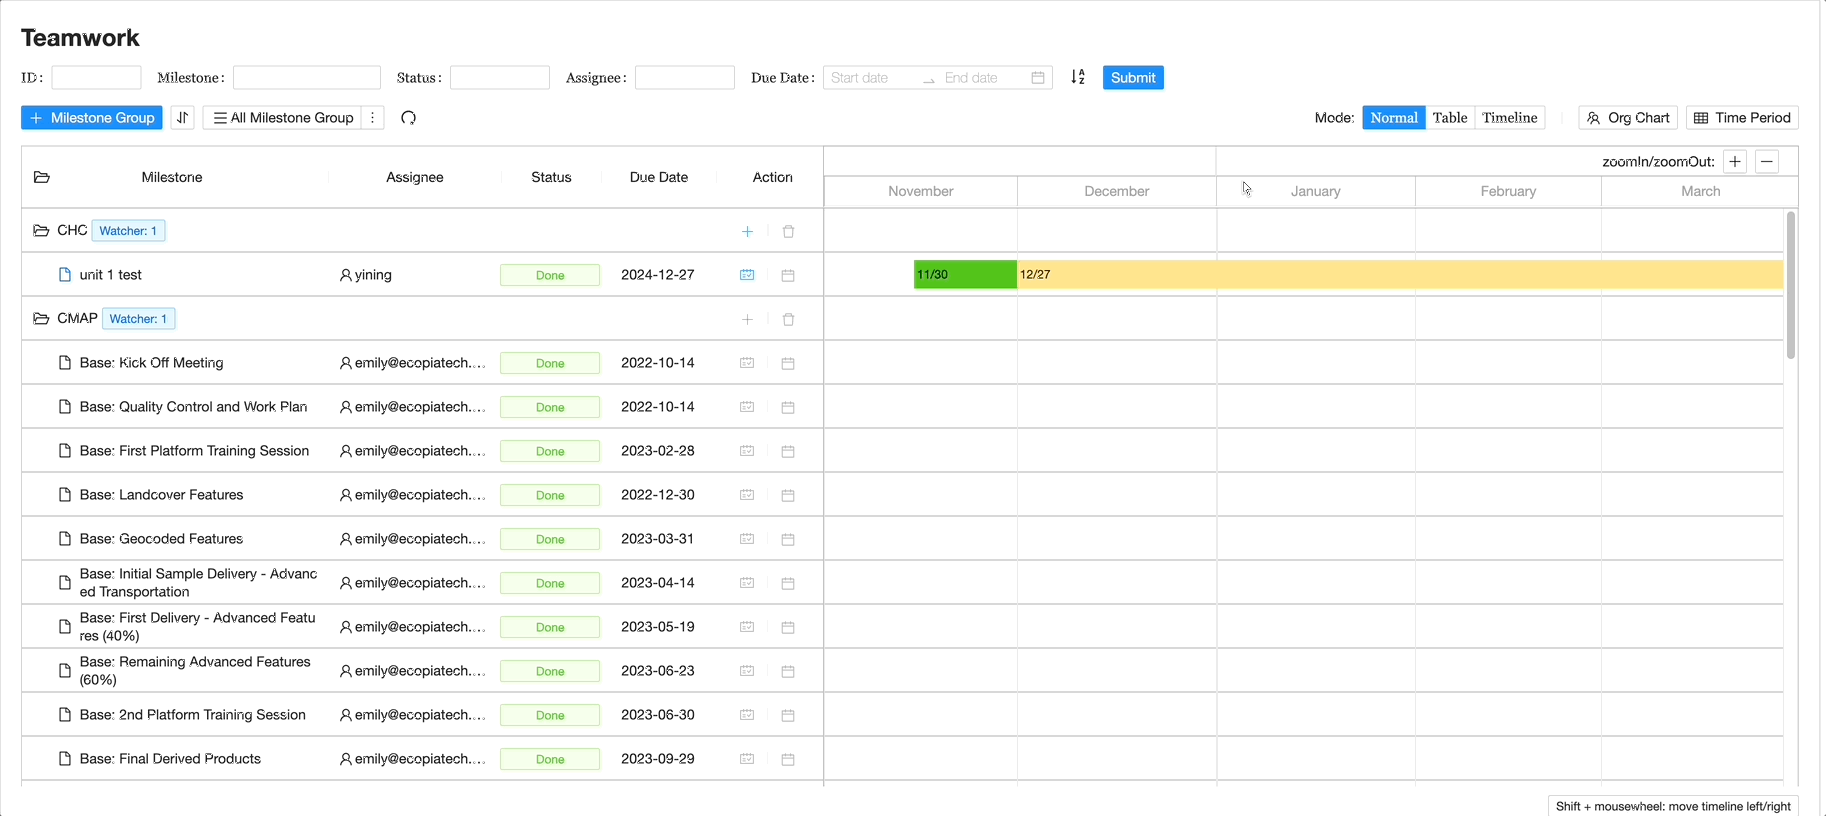 Teamwork
ID: Milestone: Status: Assignee: Due Date: Start date End date Submit
+ Milestone Group All Milestone Group Mode: Normal Table Timeline Org Chart Time Period
zoomIn/zoomOut: + −
Milestone Assignee Status Due Date Action November December January February March
CHC Watcher: 1
unit 1 test yining Done 2024-12-27 11/30 12/27
CMAP Watcher: 1
Base: Kick Off Meeting emily@ecopiatech.... Done 2022-10-14
Base: Quality Control and Work Plan emily@ecopiatech.... Done 2022-10-14
Base: First Platform Training Session emily@ecopiatech.... Done 2023-02-28
Base: Landcover Features emily@ecopiatech.... Done 2022-12-30
Base: Geocoded Features emily@ecopiatech.... Done 2023-03-31
Base: Initial Sample Delivery - Advanc
ed Transportation emily@ecopiatech.... Done 2023-04-14
Base: First Delivery - Advanced Featu
res (40%) emily@ecopiatech.... Done 2023-05-19
Base: Remaining Advanced Features
(60%) emily@ecopiatech.... Done 2023-06-23
Base: 2nd Platform Training Session emily@ecopiatech.... Done 2023-06-30
Base: Final Derived Products emily@ecopiatech.... Done 2023-09-29
Shift + mousewheel: move timeline left/right